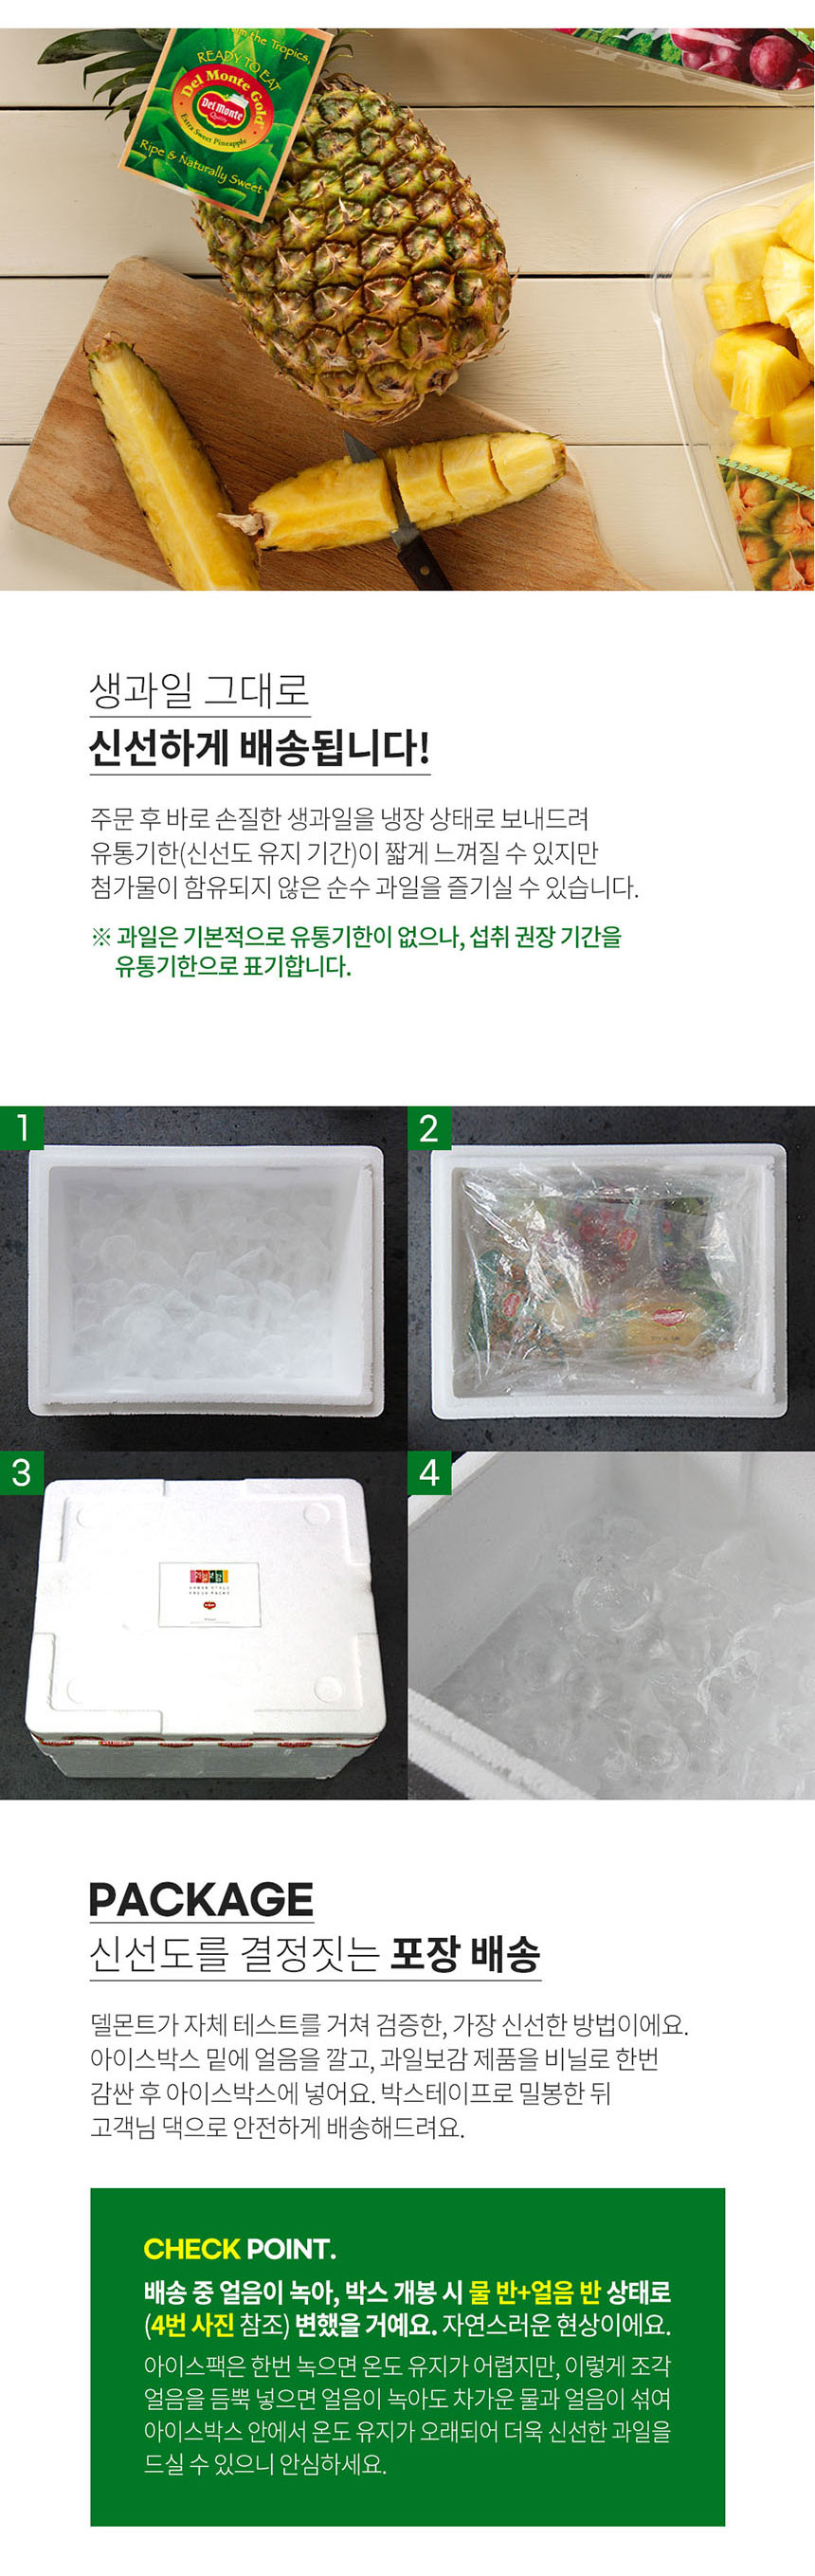 from the Tropics,
READY TO EAT
Del Monte Gold
Del Monte
Quality
Extra Sweet Pineapple
Ripe & Naturally Sweet
생과일 그대로
신선하게 배송됩니다!
주문 후 바로 손질한 생과일을 냉장 상태로 보내드려
유통기한(신선도 유지 기간)이 짧게 느껴질 수 있지만
첨가물이 함유되지 않은 순수 과일을 즐기실 수 있습니다.
※ 과일은 기본적으로 유통기한이 없으나, 섭취 권장 기간을
유통기한으로 표기합니다.
1
2
3
4
PACKAGE
신선도를 결정짓는 포장 배송
델몬트가 자체 테스트를 거쳐 검증한, 가장 신선한 방법이에요.
아이스박스 밑에 얼음을 깔고, 과일보감 제품을 비닐로 한번
감싼 후 아이스박스에 넣어요. 박스테이프로 밀봉한 뒤
고객님 댁으로 안전하게 배송해드려요.
CHECK POINT.
배송 중 얼음이 녹아, 박스 개봉 시 물 반+얼음 반 상태로
(4번 사진 참조) 변했을 거예요. 자연스러운 현상이에요.
아이스팩은 한번 녹으면 온도 유지가 어렵지만, 이렇게 조각
얼음을 듬뿍 넣으면 얼음이 녹아도 차가운 물과 얼음이 섞여
아이스박스 안에서 온도 유지가 오래되어 더욱 신선한 과일을
드실 수 있으니 안심하세요.